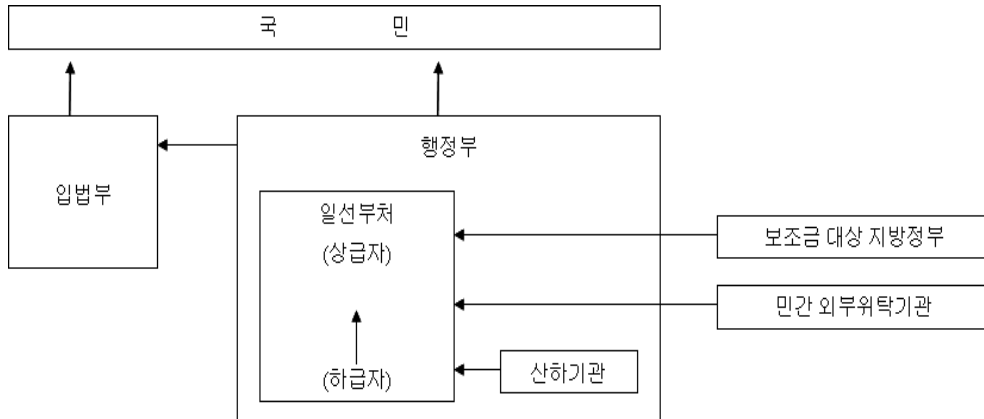 국 민
행정부
입법부
일선부처
(상급자)
보조금 대상 지방정부
민간 외부위탁기관
(하급자)
산하기관